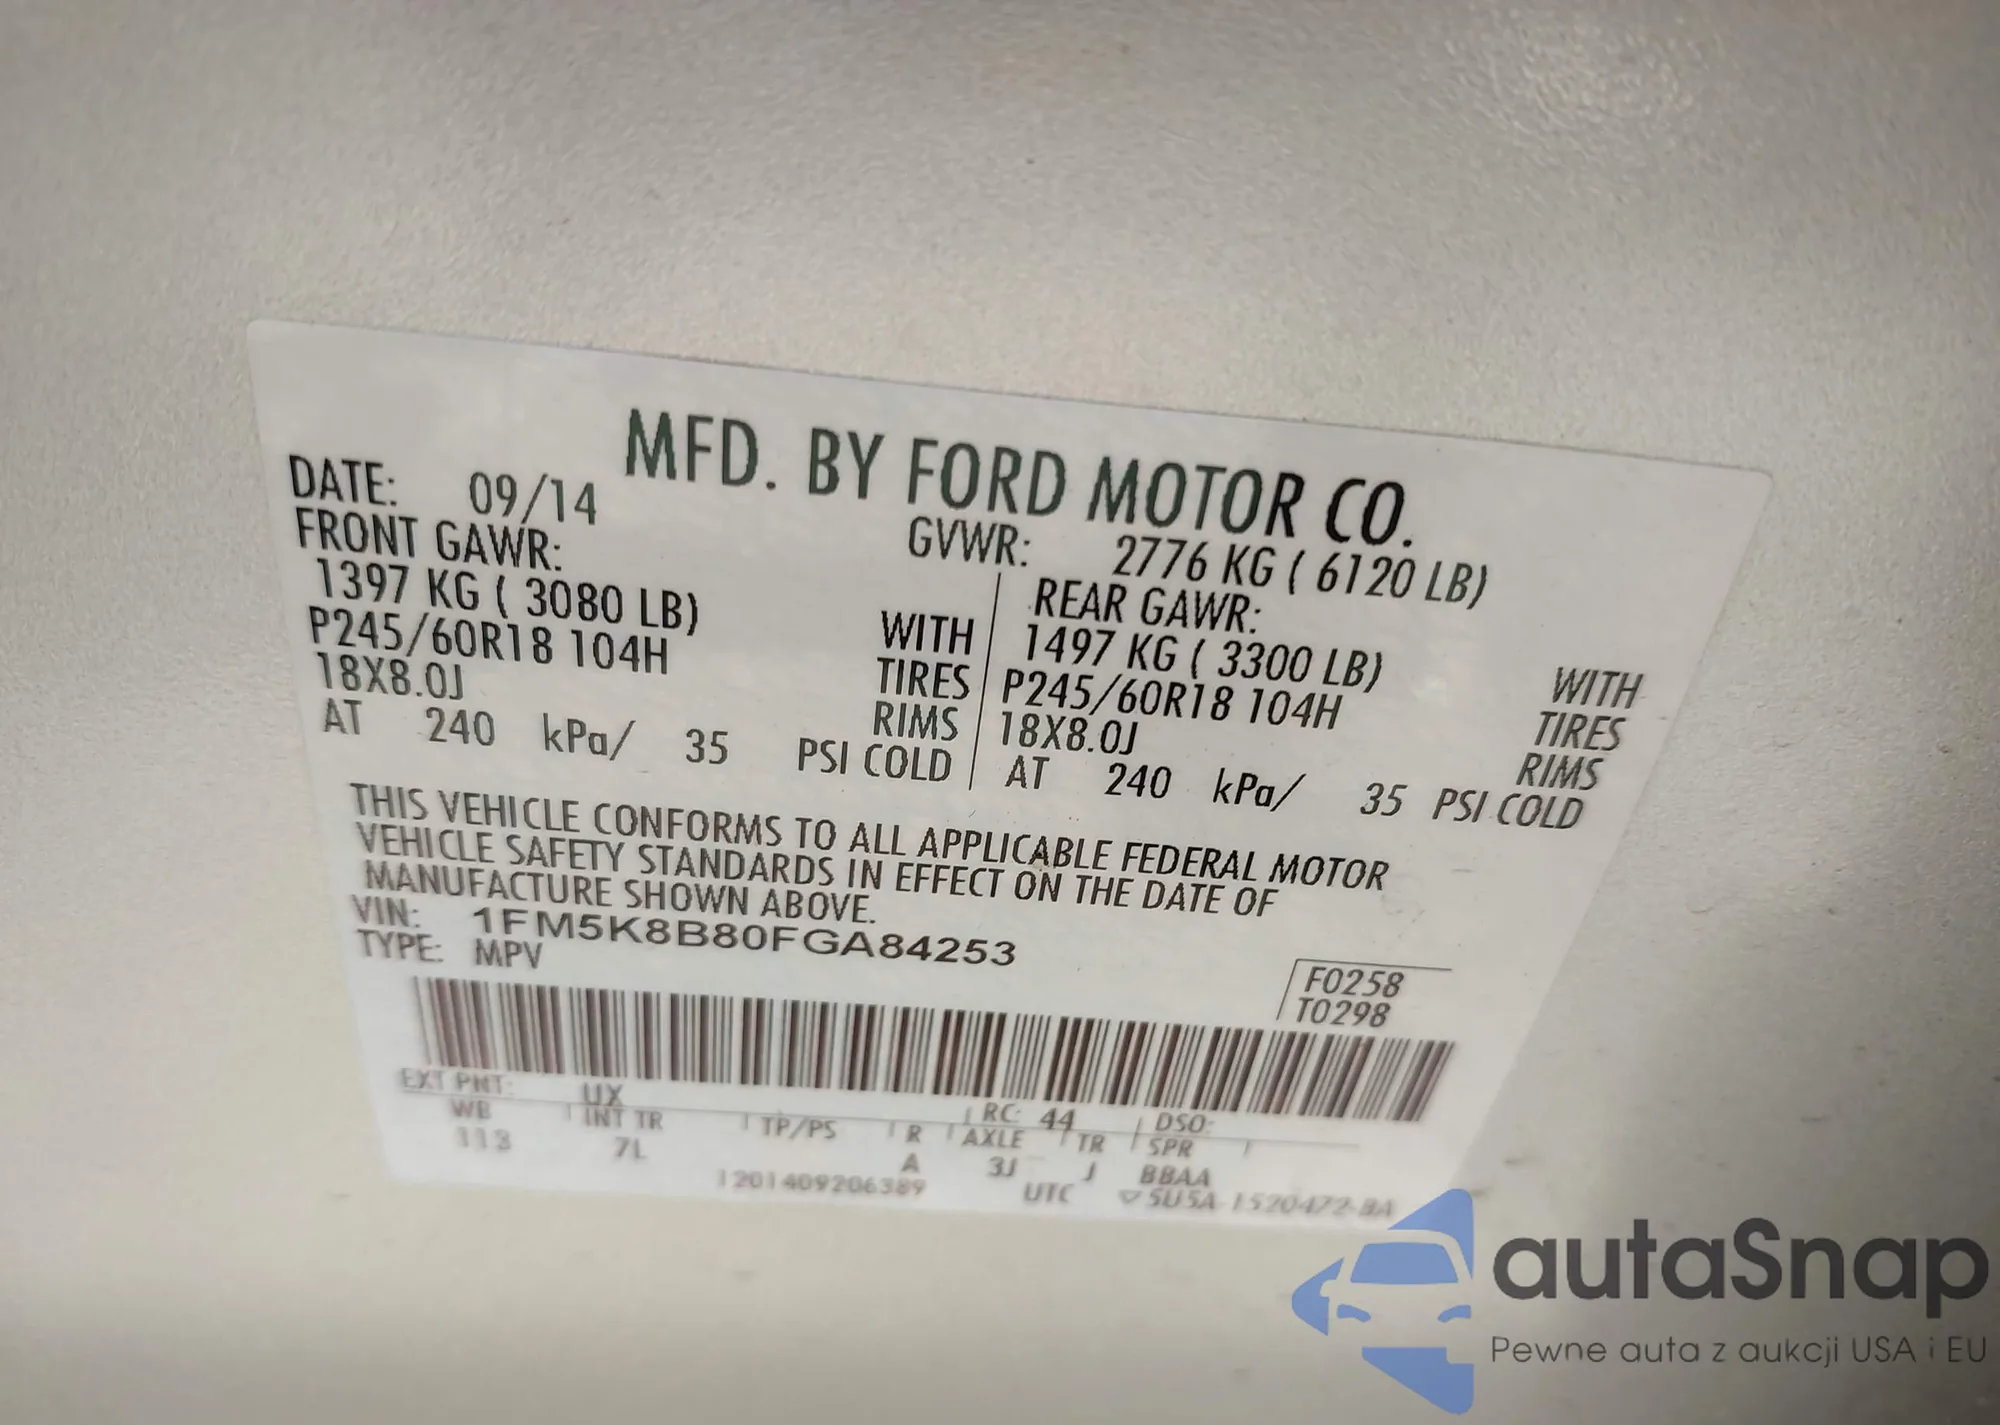 MFD. BY FORD MOTOR CO.
DATE: 09/14
GVWR: 2776 KG ( 6120 LB)
FRONT GAWR:
1397 KG ( 3080 LB) WITH
P245/60R18 104H TIRES
18X8.0J RIMS
AT 240 kPa/ 35 PSI COLD
REAR GAWR:
1497 KG ( 3300 LB) WITH
P245/60R18 104H TIRES
18X8.0J RIMS
AT 240 kPa/ 35 PSI COLD
THIS VEHICLE CONFORMS TO ALL APPLICABLE FEDERAL MOTOR
VEHICLE SAFETY STANDARDS IN EFFECT ON THE DATE OF
MANUFACTURE SHOWN ABOVE.
VIN: 1FM5K8B80FGA84253
TYPE: MPV
F0258
T0298
EXT PNT: UX RC: 44 DSO:
WB INT TR TP/PS R AXLE TR SPR
113 7L A 3J J BBAA
1201409206389 UTC ▽ 5U5A-1520472-BA
autaSnap
Pewne auta z aukcji USA i EU